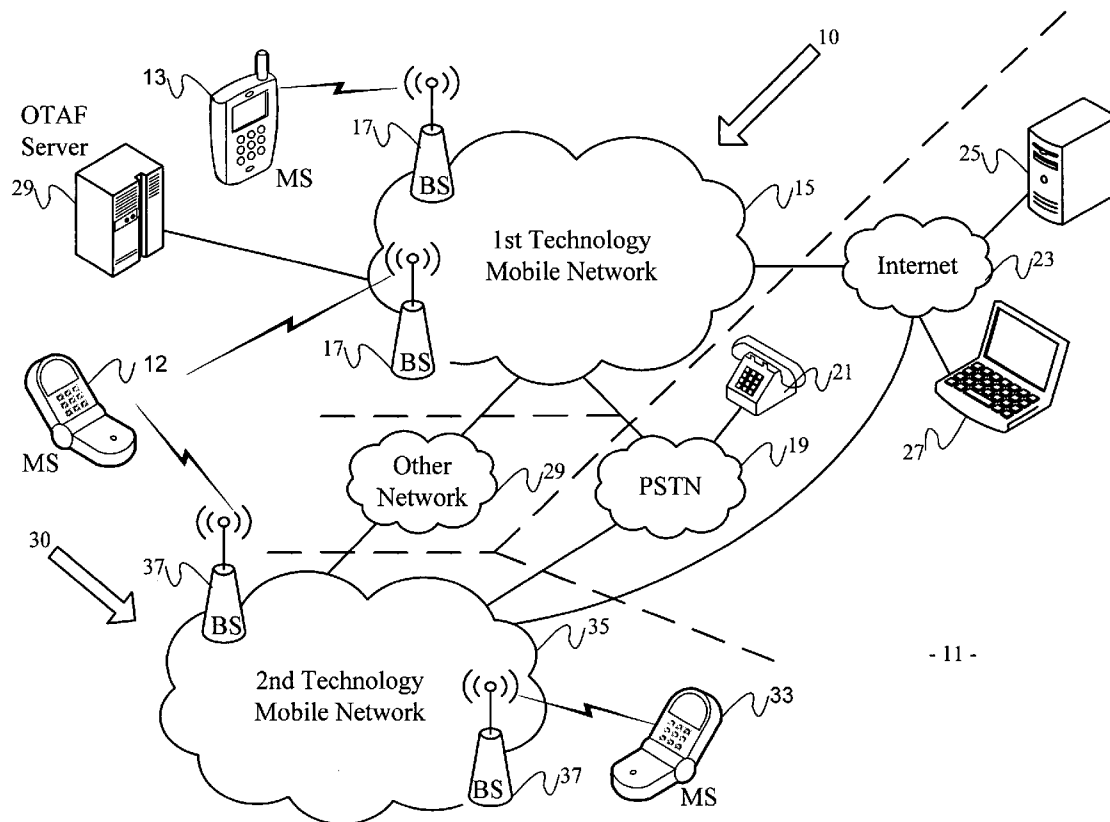 10
13
OTAF
Server
29
MS
17
BS
25
15
1st Technology
Mobile Network
Internet
23
BS
17
12
MS
21
27
Other
Network
29
PSTN
19
30
37
BS
35
2nd Technology
Mobile Network
- 11 -
33
BS
37
MS